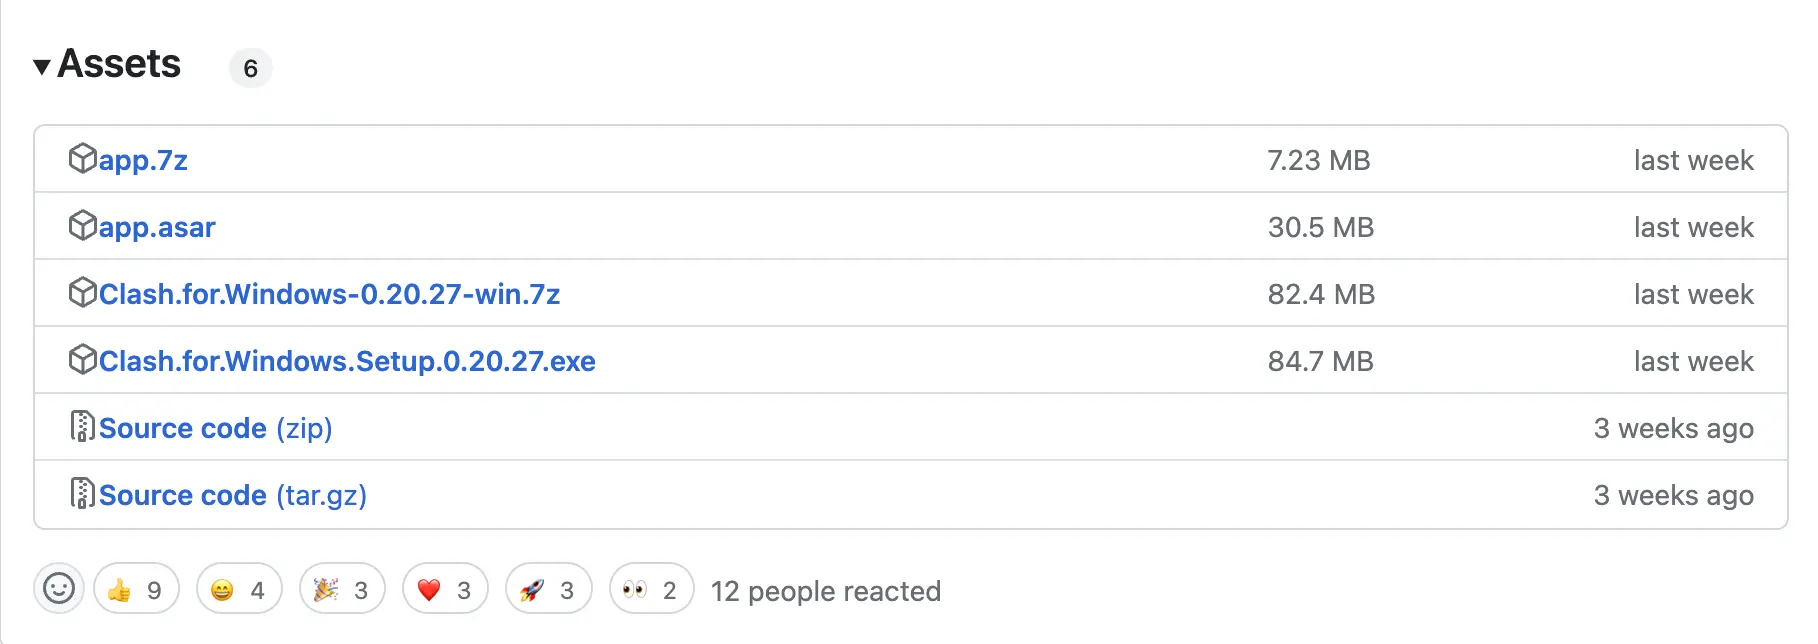 Assets 6
app.7z 7.23 MB last week
app.asar 30.5 MB last week
Clash.for.Windows-0.20.27-win.7z 82.4 MB last week
Clash.for.Windows.Setup.0.20.27.exe 84.7 MB last week
Source code (zip) 3 weeks ago
Source code (tar.gz) 3 weeks ago
👍 9 😄 4 🎉 3 ❤️ 3 🚀 3 👀 2 12 people reacted